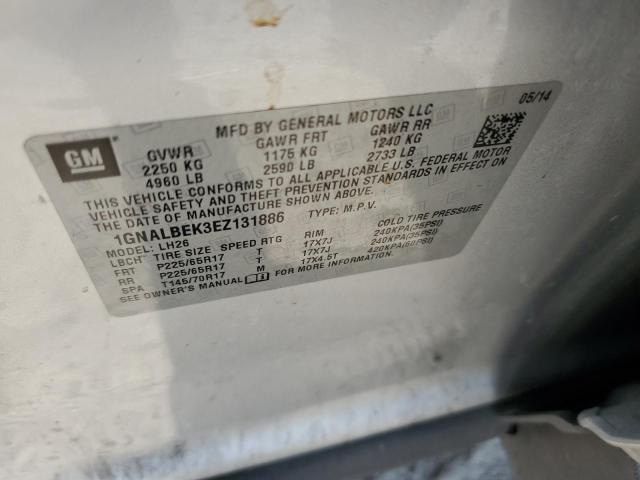 GM
MFD BY GENERAL MOTORS LLC
05/14
GVWR GAWR FRT GAWR RR
2250 KG 1175 KG 1240 KG
4960 LB 2590 LB 2733 LB
THIS VEHICLE CONFORMS TO ALL APPLICABLE U.S. FEDERAL MOTOR
VEHICLE SAFETY AND THEFT PREVENTION STANDARDS IN EFFECT ON
THE DATE OF MANUFACTURE SHOWN ABOVE.
1GNALBEK3EZ131886 TYPE: M.P.V.
MODEL: LH26
LBCH TIRE SIZE SPEED RTG RIM COLD TIRE PRESSURE
FRT P225/65R17 T 17X7J 240KPA(35PSI)
RR P225/65R17 T 17X7J 240KPA(35PSI)
T145/70R17 M 17X4.5T 420KPA(60PSI)
SEE OWNER'S MANUAL FOR MORE INFORMATION.